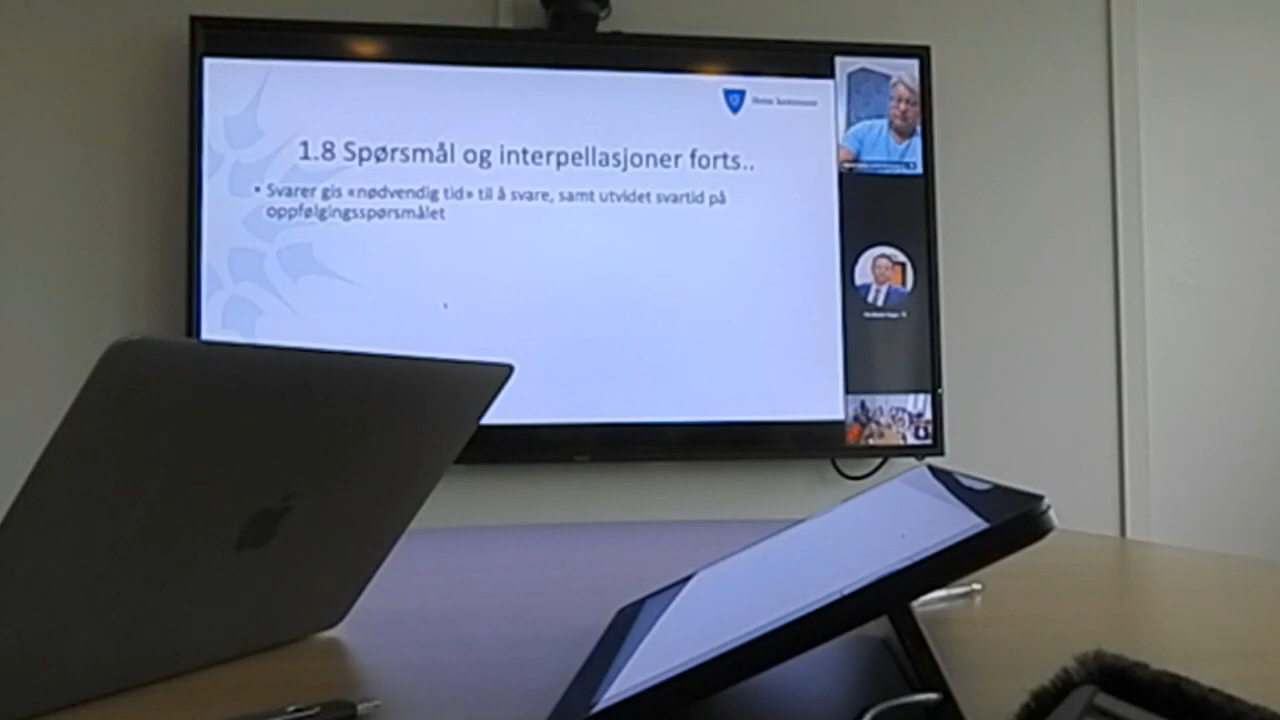 1.8 Spørsmål og interpellasjoner forts..
• Svarer gis «nødvendig tid» til å svare, samt utvidet svartid på
oppfølgingsspørsmålet